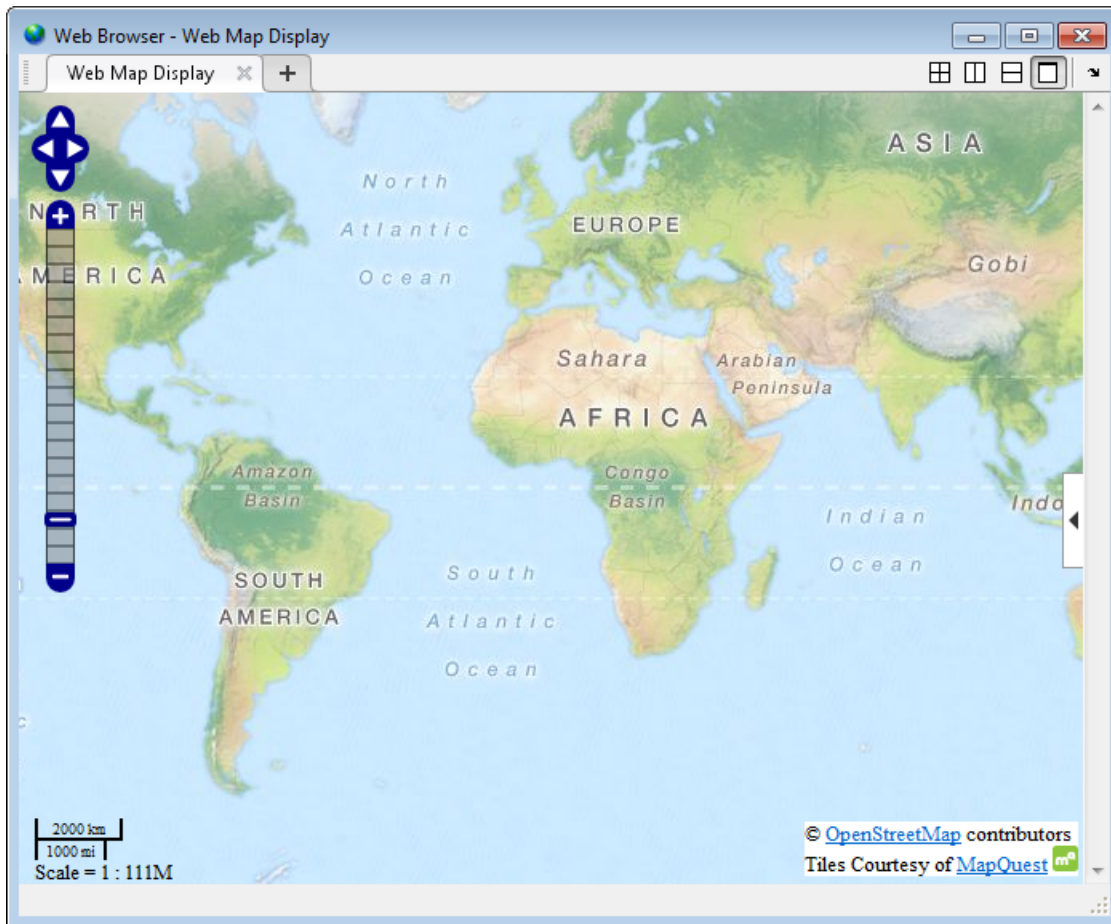 Web Browser - Web Map Display
Web Map Display
ASIA
North
Atlantic
Ocean
NORTH
AMERICA
EUROPE
Gobi
Sahara
Arabian
Peninsula
AFRICA
Amazon
Basin
Congo
Basin
Indo
Indian
Ocean
South
Atlantic
Ocean
SOUTH
AMERICA
2000 km
1000 mi
Scale = 1 : 111M
© OpenStreetMap contributors
Tiles Courtesy of MapQuest